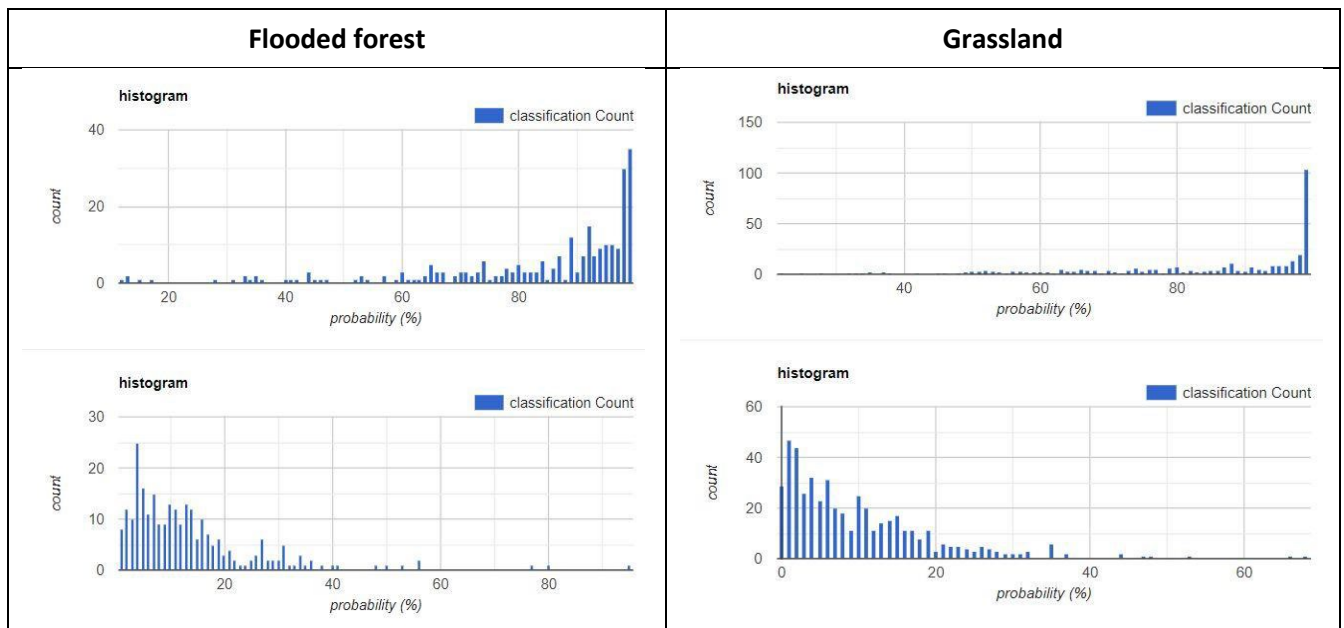 Flooded forest
Grassland
histogram
classification Count
40
20
0
count
20
40
60
80
probability (%)
histogram
classification Count
150
100
50
0
count
40
60
80
probability (%)
histogram
classification Count
30
20
10
0
count
20
40
60
80
probability (%)
histogram
classification Count
60
40
20
0
count
0
20
40
60
probability (%)